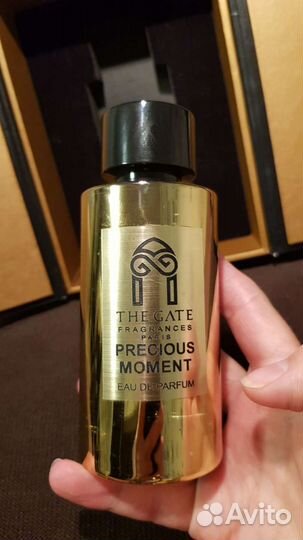 THE GATE
FRAGRANCES
PARIS
PRECIOUS
MOMENT
EAU DE PARFUM
Avito